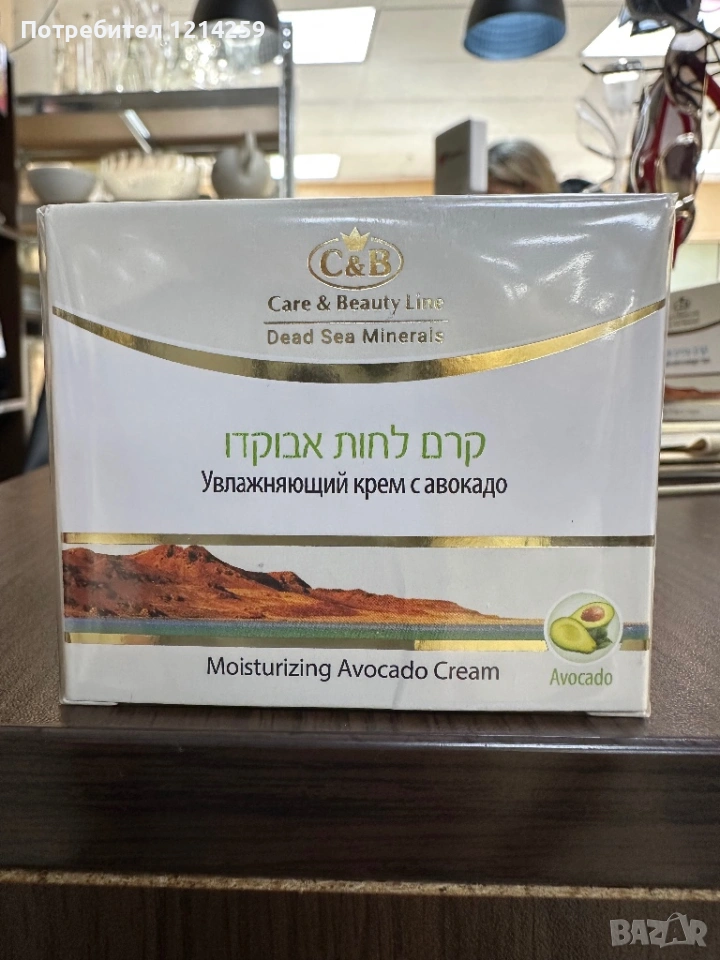 Потребител 1214259
C&B
Care & Beauty Line
Dead Sea Minerals
קרם לחות אבוקדו
Увлажняющий крем с авокадо
Avocado
Moisturizing Avocado Cream
BAZAR